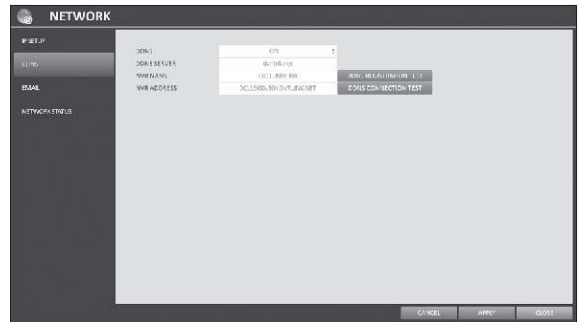 NETWORK
IP SETUP
DDNS
EMAIL
NETWORK STATUS
DDNS
DDNS SERVER
NVR NAME
DDNS REGISTRATION TEST
NVR ADDRESS
DDNS CONNECTION TEST
CANCEL
APPLY
CLOSE